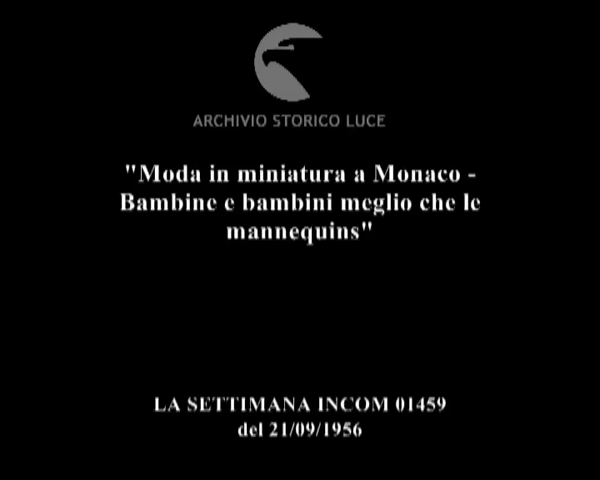 ARCHIVIO STORICO LUCE
"Moda in miniatura a Monaco -
Bambine e bambini meglio che le
mannequins"
LA SETTIMANA INCOM 01459
del 21/09/1956